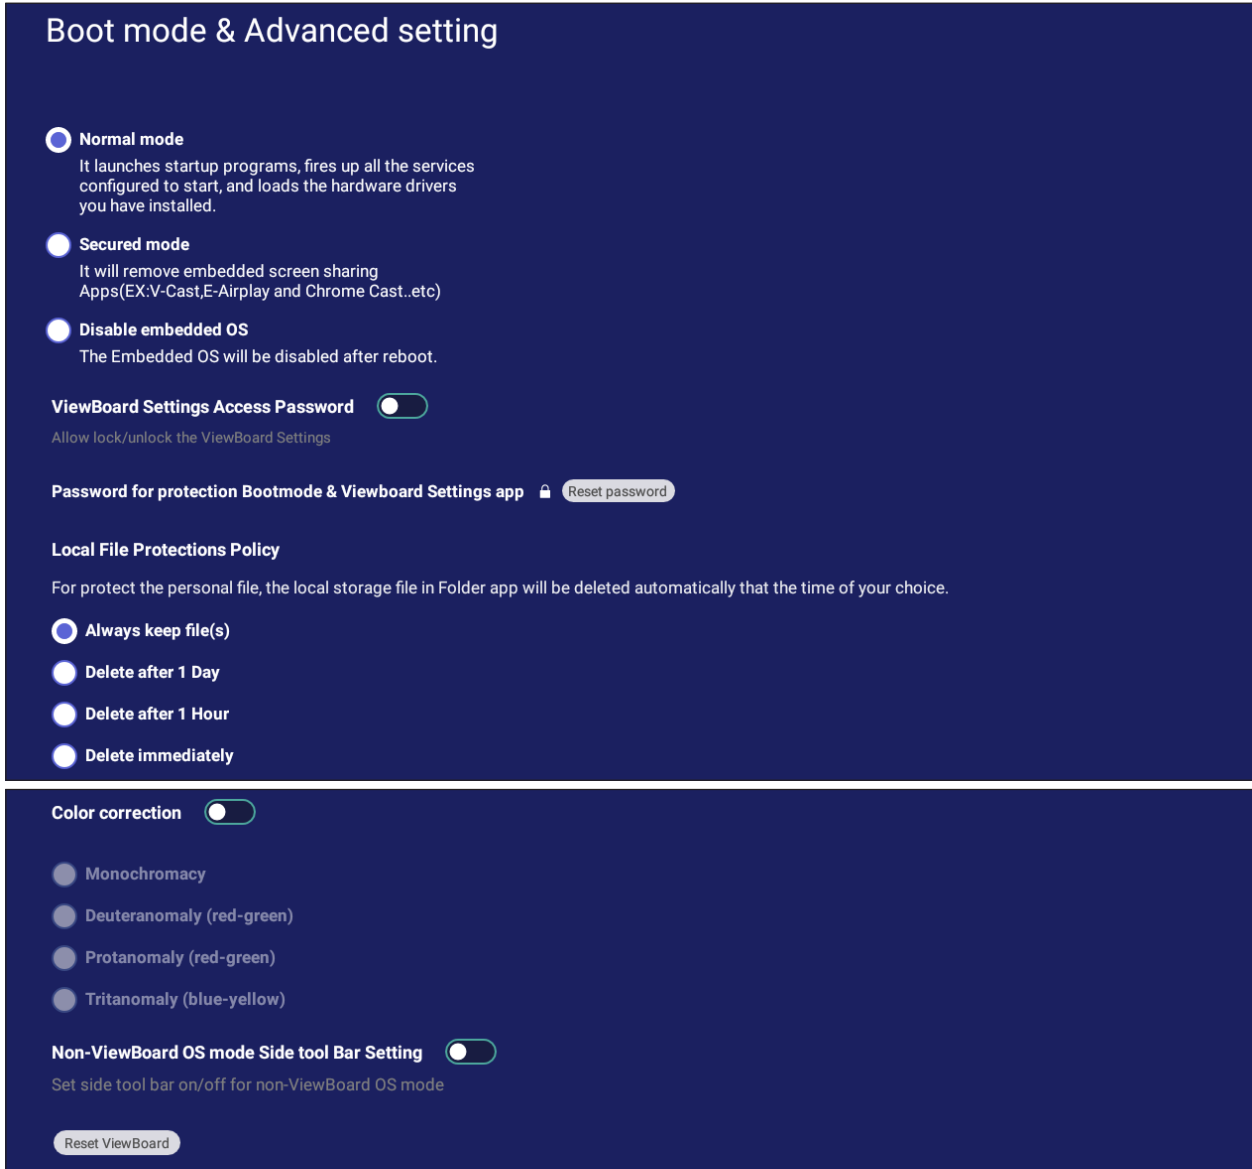 Boot mode & Advanced setting
Normal mode
It launches startup programs, fires up all the services
configured to start, and loads the hardware drivers
you have installed.
Secured mode
It will remove embedded screen sharing
Apps(EX:V-Cast,E-Airplay and Chrome Cast..etc)
Disable embedded OS
The Embedded OS will be disabled after reboot.
ViewBoard Settings Access Password
Allow lock/unlock the ViewBoard Settings
Password for protection Bootmode & Viewboard Settings app Reset password
Local File Protections Policy
For protect the personal file, the local storage file in Folder app will be deleted automatically that the time of your choice.
Always keep file(s)
Delete after 1 Day
Delete after 1 Hour
Delete immediately
Color correction
Monochromacy
Deuteranomaly (red-green)
Protanomaly (red-green)
Tritanomaly (blue-yellow)
Non-ViewBoard OS mode Side tool Bar Setting
Set side tool bar on/off for non-ViewBoard OS mode
Reset ViewBoard